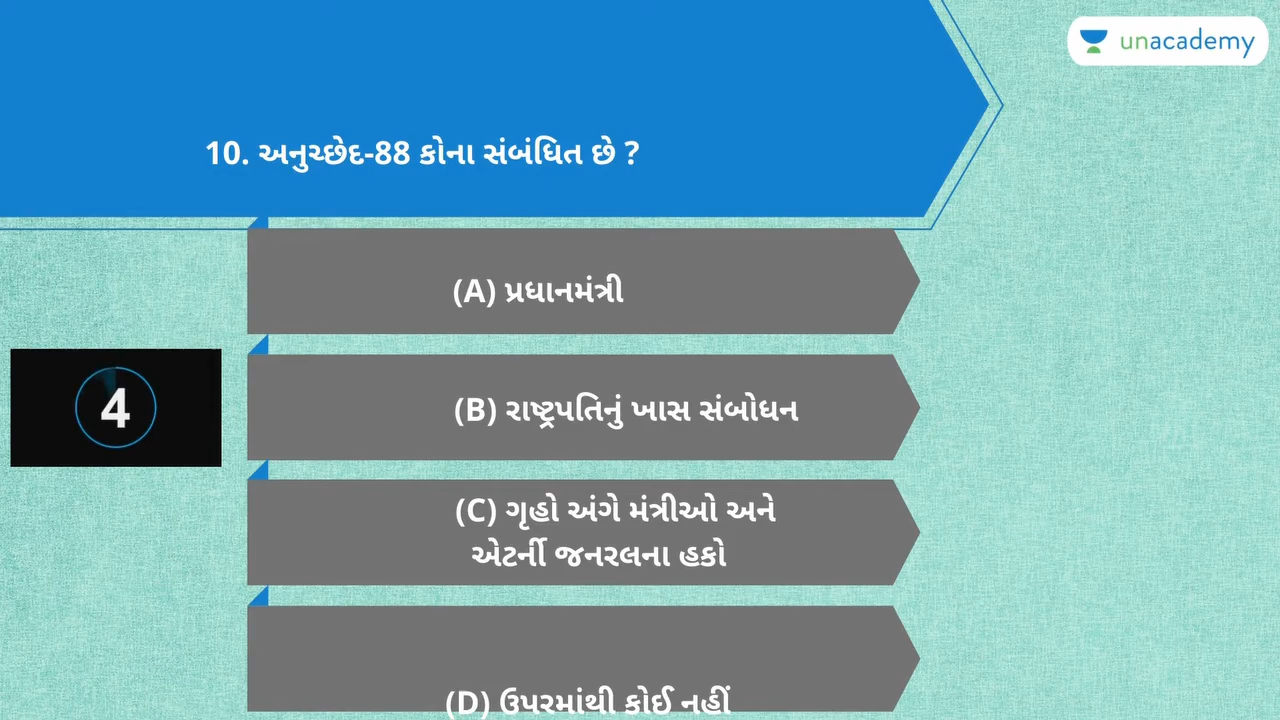 unacademy
10. અનુચ્છેદ-88 કોના સંબંધિત છે ?
(A) પ્રધાનમંત્રી
(B) રાષ્ટ્રપતિનું ખાસ સંબોધન
4
(C) ગૃહો અંગે મંત્રીઓ અને
એટર્ની જનરલના હકો
(D) ઉપરમાંથી કોઈ નહીં